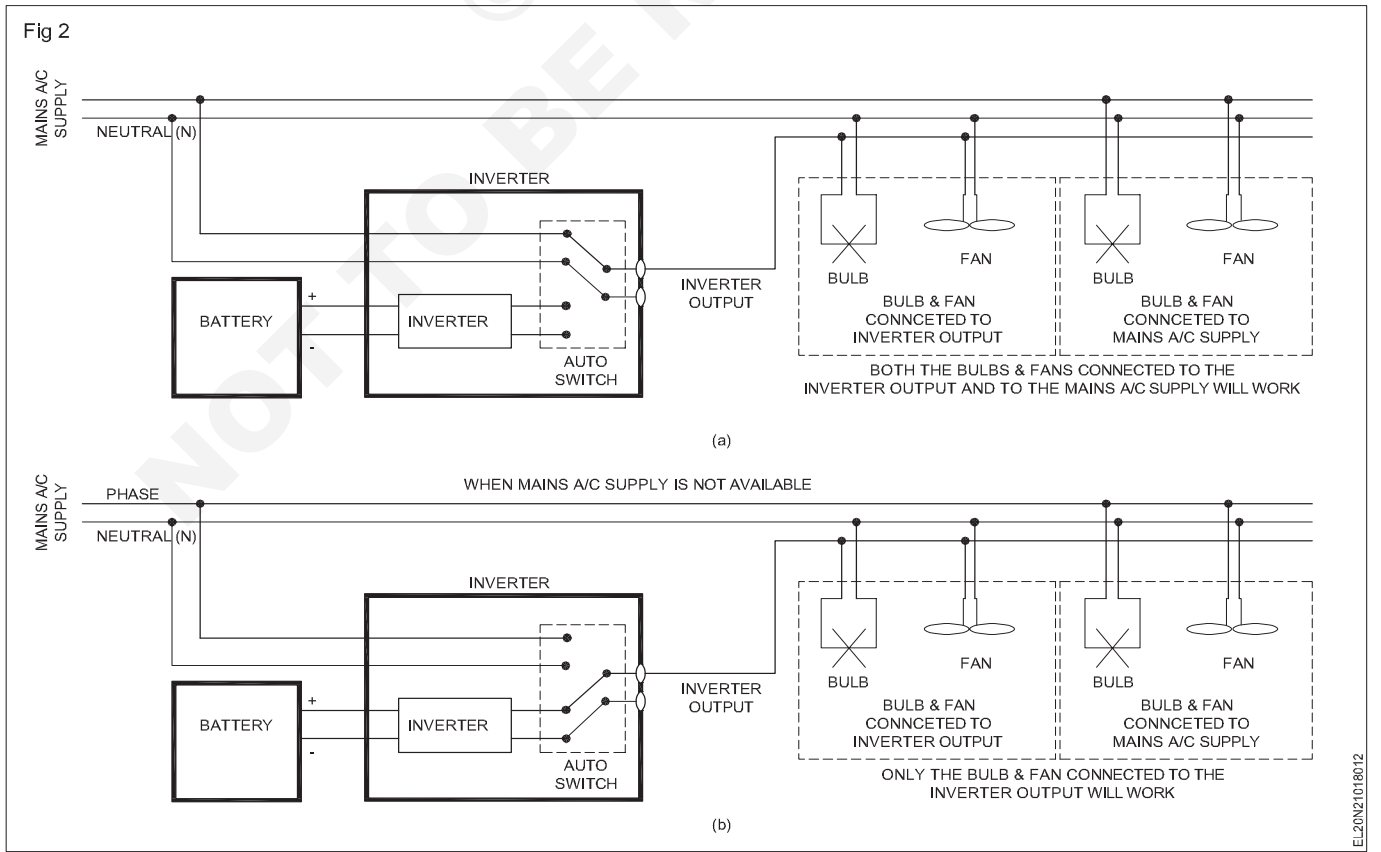 Fig 2
MAINS A/C
SUPPLY
NEUTRAL (N)
INVERTER
BATTERY
+
-
INVERTER
AUTO
SWITCH
INVERTER
OUTPUT
BULB
FAN
BULB
FAN
BULB & FAN
CONNCETED TO
INVERTER OUTPUT
BULB & FAN
CONNCETED TO
MAINS A/C SUPPLY
BOTH THE BULBS & FANS CONNECTED TO THE
INVERTER OUTPUT AND TO THE MAINS A/C SUPPLY WILL WORK
(a)
MAINS A/C
SUPPLY
PHASE
WHEN MAINS A/C SUPPLY IS NOT AVAILABLE
NEUTRAL (N)
INVERTER
BATTERY
+
-
INVERTER
AUTO
SWITCH
INVERTER
OUTPUT
BULB
FAN
BULB
FAN
BULB & FAN
CONNCETED TO
INVERTER OUTPUT
BULB & FAN
CONNCETED TO
MAINS A/C SUPPLY
ONLY THE BULB & FAN CONNECTED TO THE
INVERTER OUTPUT WILL WORK
(b)
EL20N21018012
NOT TO BE